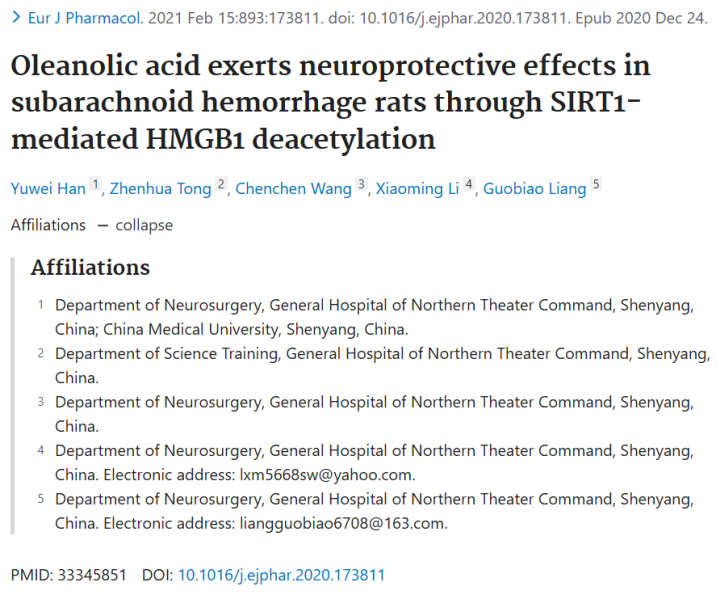 > Eur J Pharmacol. 2021 Feb 15:893:173811. doi: 10.1016/j.ejphar.2020.173811. Epub 2020 Dec 24.
Oleanolic acid exerts neuroprotective effects in
subarachnoid hemorrhage rats through SIRT1-
mediated HMGB1 deacetylation
Yuwei Han 1, Zhenhua Tong 2, Chenchen Wang 3, Xiaoming Li 4, Guobiao Liang 5
Affiliations − collapse
Affiliations
1 Department of Neurosurgery, General Hospital of Northern Theater Command, Shenyang,
China; China Medical University, Shenyang, China.
2 Department of Science Training, General Hospital of Northern Theater Command, Shenyang,
China.
3 Department of Neurosurgery, General Hospital of Northern Theater Command, Shenyang,
China.
4 Department of Neurosurgery, General Hospital of Northern Theater Command, Shenyang,
China. Electronic address: lxm5668sw@yahoo.com.
5 Department of Neurosurgery, General Hospital of Northern Theater Command, Shenyang,
China. Electronic address: liangguobiao6708@163.com.
PMID: 33345851 DOI: 10.1016/j.ejphar.2020.173811